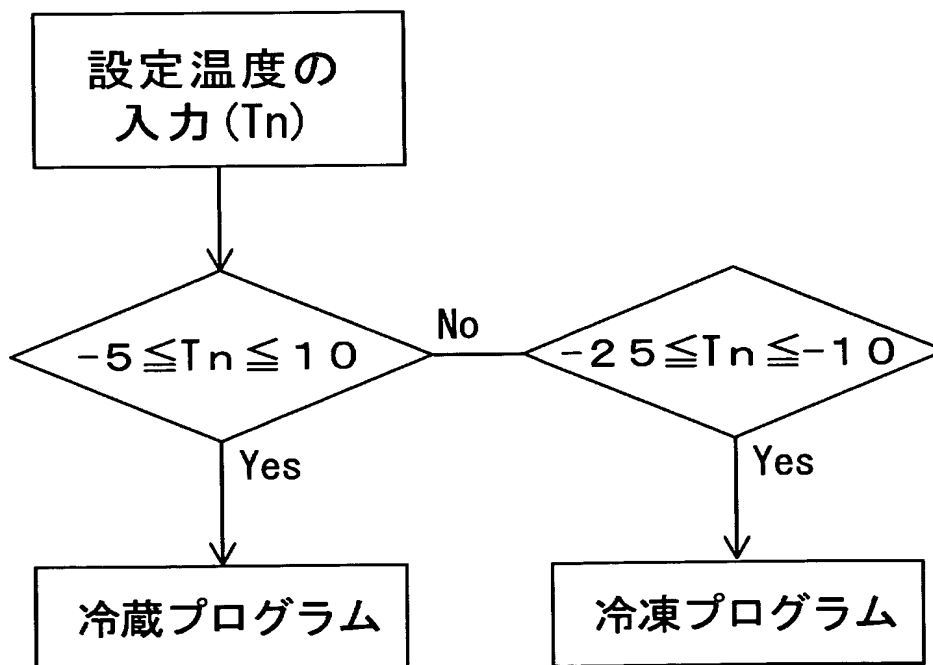 設定温度の
入力(Tn)
-5≦Tn≦10
No
-25≦Tn≦-10
Yes
Yes
冷蔵プログラム
冷凍プログラム